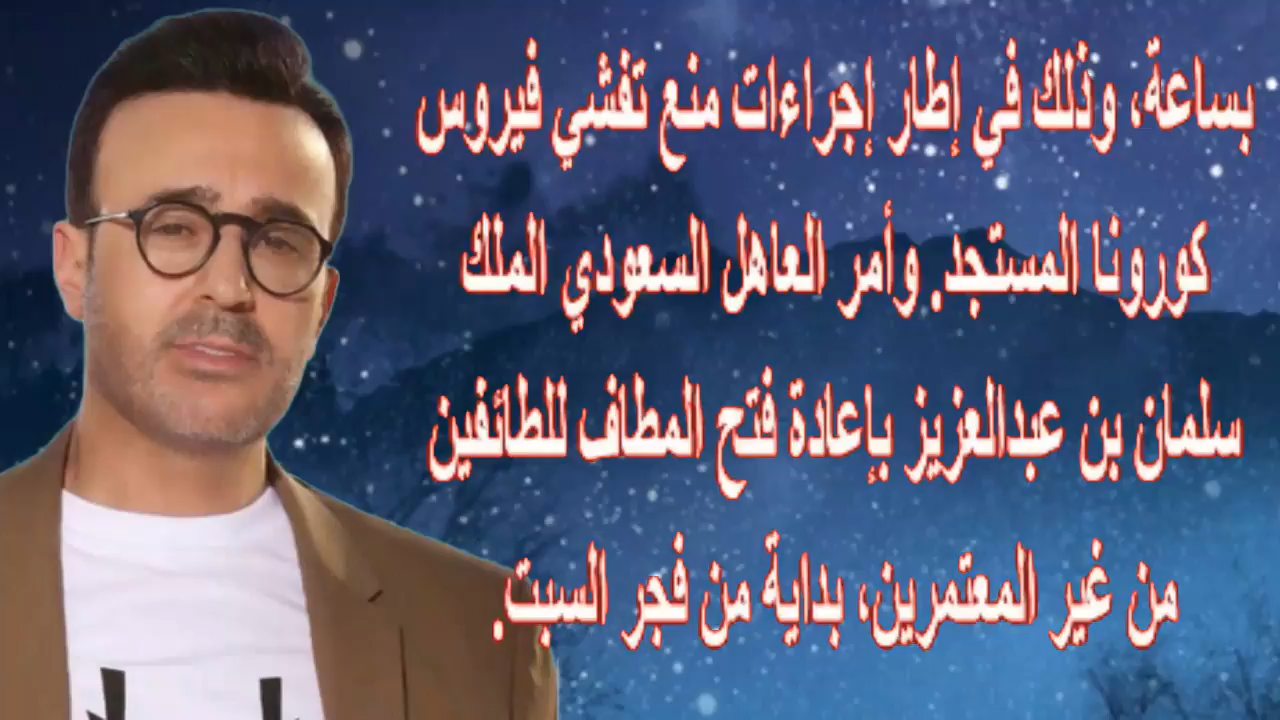 بساعة، وذلك في إطار إجراءات منع تفشي فيروس
كورونا المستجد. وأمر العاهل السعودي الملك
سلمان بن عبدالعزيز بإعادة فتح المطاف للطائفين
من غير المعتمرين، بداية من فجر السبت.